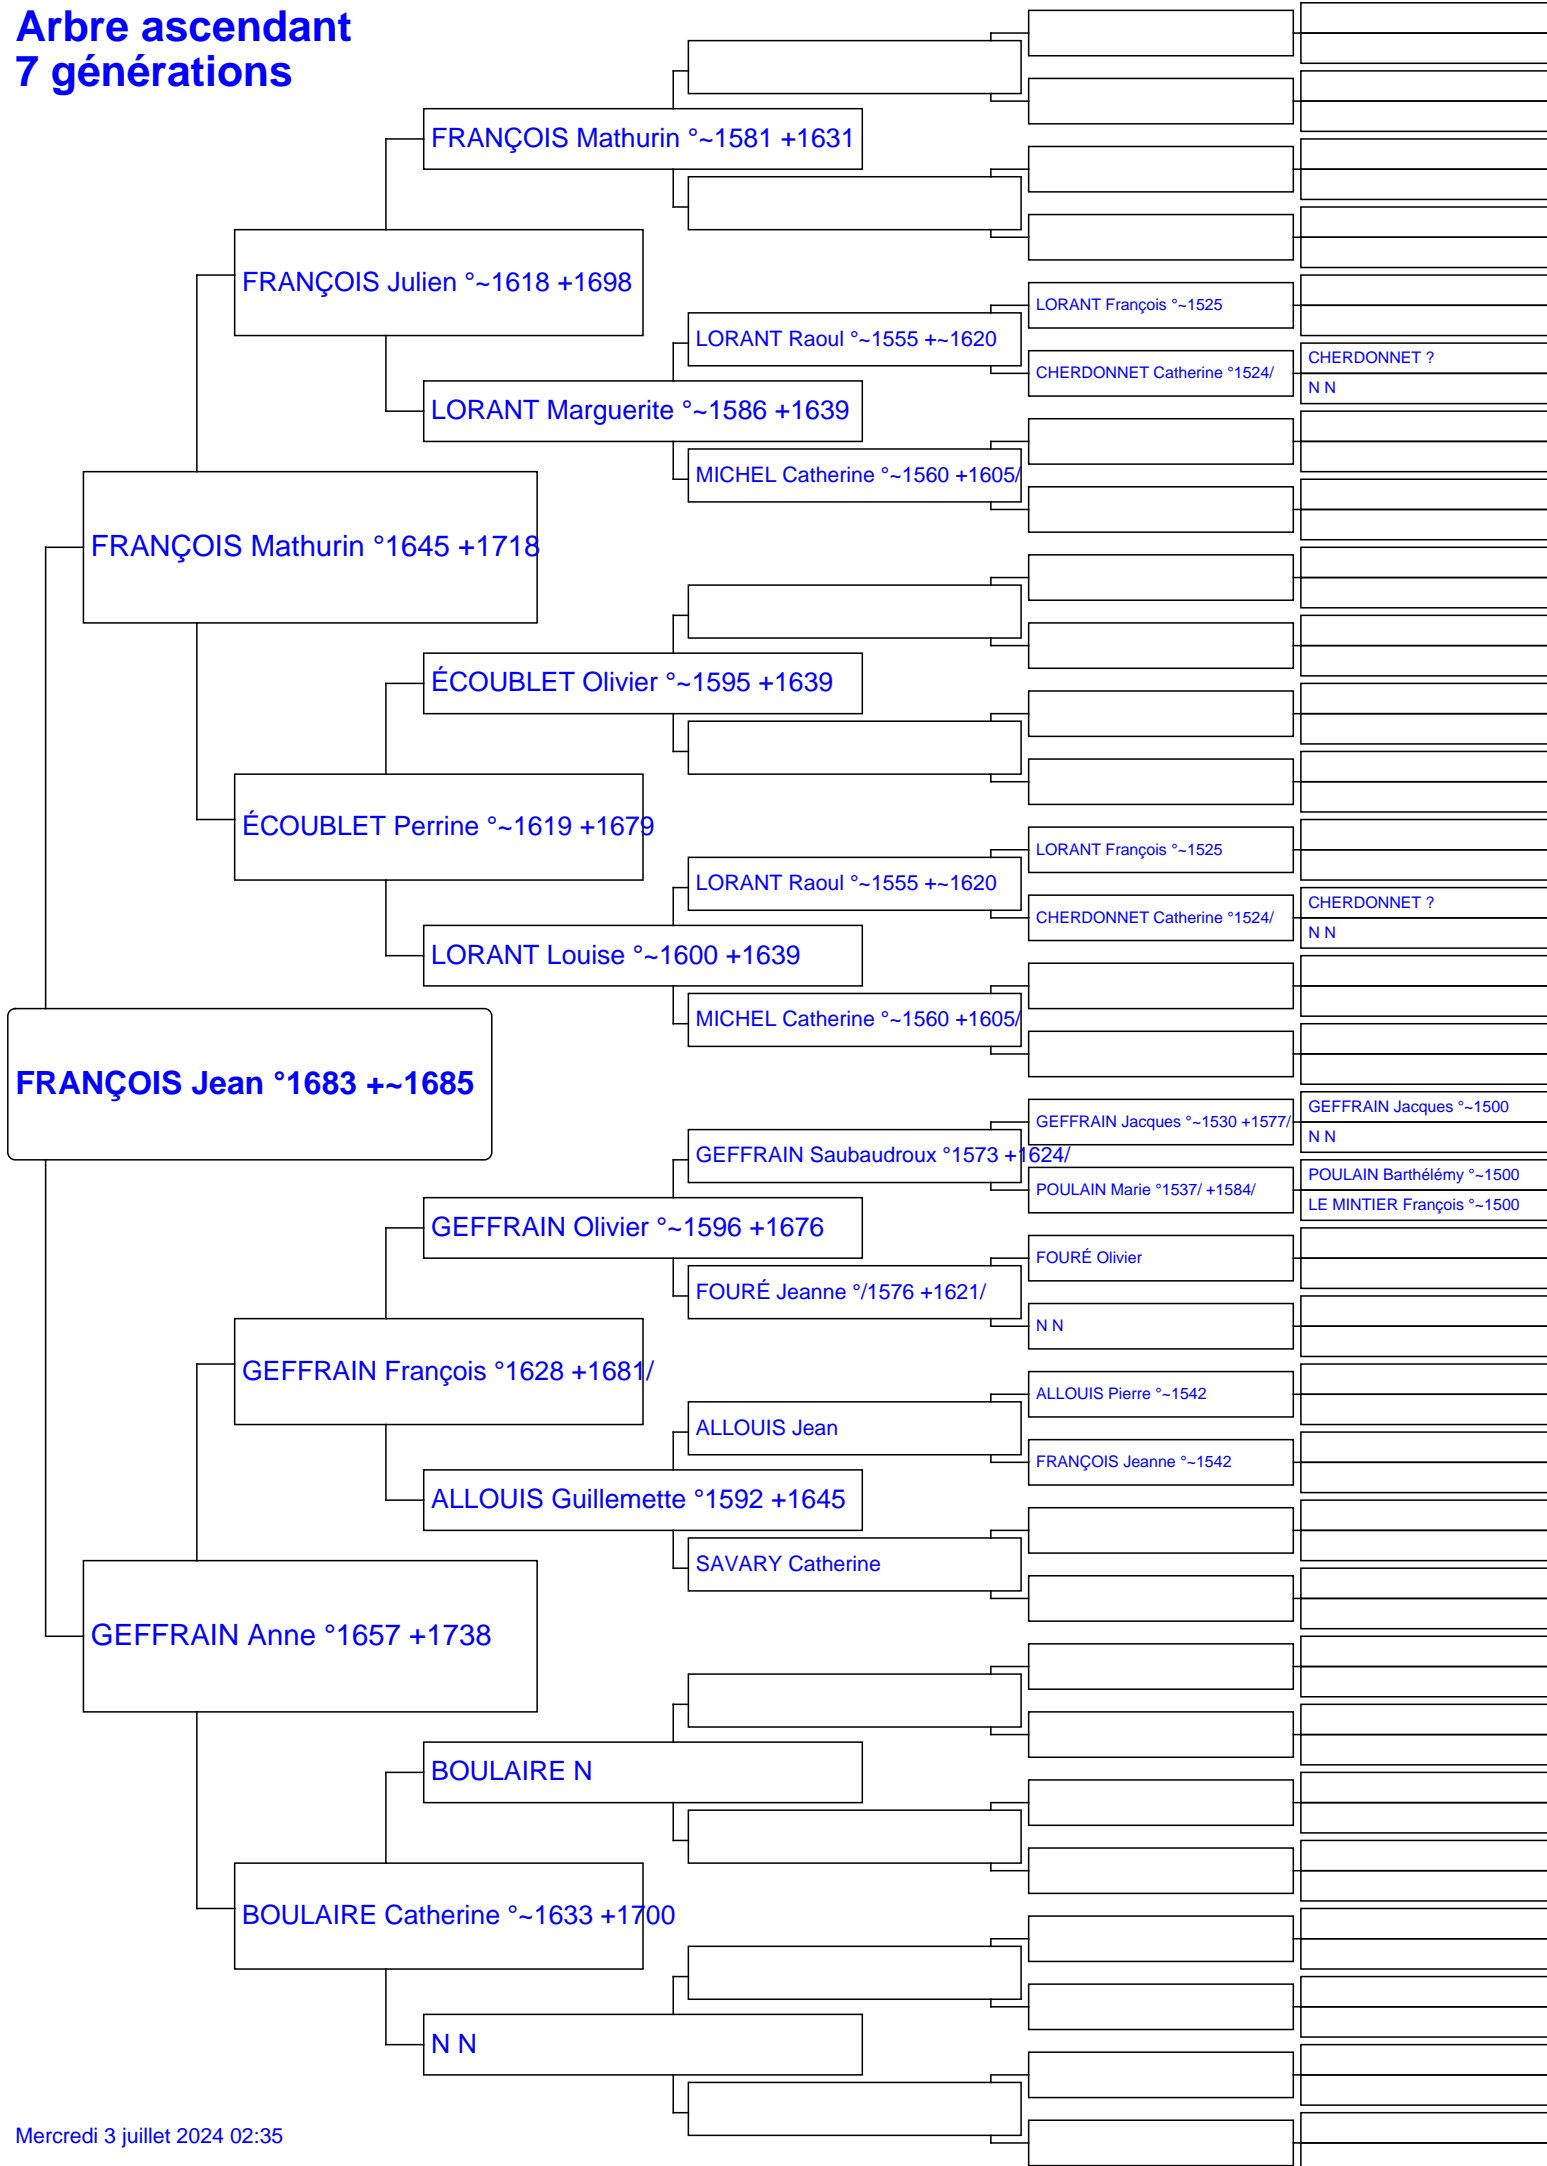 Arbre ascendant
7 générations
FRANÇOIS Mathurin °~1581 +1631
FRANÇOIS Julien °~1618 +1698
LORANT François °~1525
LORANT Raoul °~1555 +~1620
CHERDONNET ?
CHERDONNET Catherine °1524/
N N
LORANT Marguerite °~1586 +1639
MICHEL Catherine °~1560 +1605/
FRANÇOIS Mathurin °1645 +1718
ÉCOUBLET Olivier °~1595 +1639
ÉCOUBLET Perrine °~1619 +1679
LORANT François °~1525
LORANT Raoul °~1555 +~1620
CHERDONNET ?
CHERDONNET Catherine °1524/
N N
LORANT Louise °~1600 +1639
MICHEL Catherine °~1560 +1605/
FRANÇOIS Jean °1683 +~1685
GEFFRAIN Jacques °~1500
GEFFRAIN Jacques °~1530 +1577/
N N
GEFFRAIN Saubaudroux °1573 +1624/
POULAIN Barthélémy °~1500
POULAIN Marie °1537/ +1584/
LE MINTIER François °~1500
GEFFRAIN Olivier °~1596 +1676
FOURÉ Olivier
FOURÉ Jeanne °/1576 +1621/
N N
GEFFRAIN François °1628 +1681/
ALLOUIS Pierre °~1542
ALLOUIS Jean
FRANÇOIS Jeanne °~1542
ALLOUIS Guillemette °1592 +1645
SAVARY Catherine
GEFFRAIN Anne °1657 +1738
BOULAIRE N
BOULAIRE Catherine °~1633 +1700
N N
Mercredi 3 juillet 2024 02:35